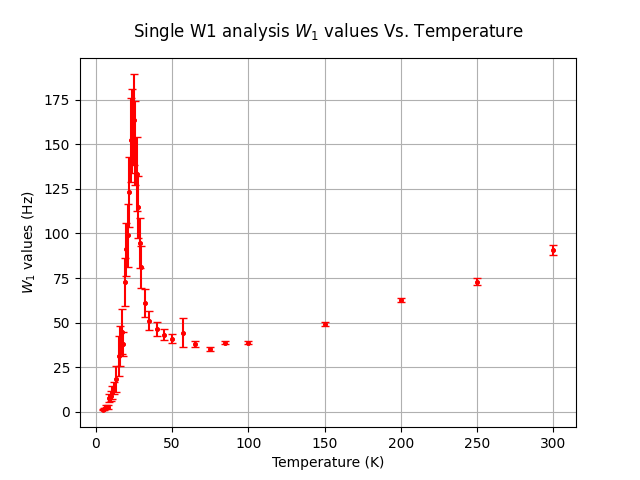 Single W1 analysis W₁ values Vs. Temperature
175
150
125
100
75
50
25
0
W₁ values (Hz)
0 50 100 150 200 250 300
Temperature (K)